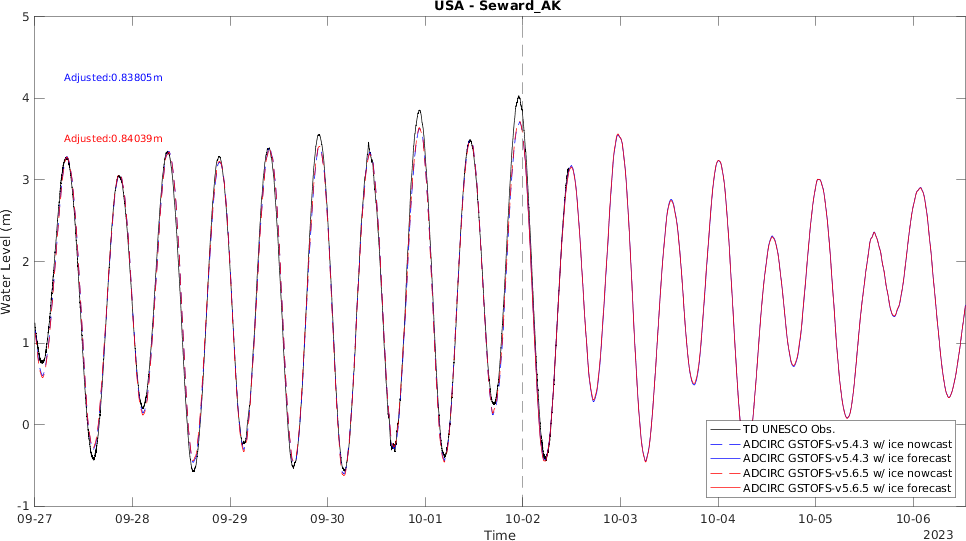 USA - Seward_AK
5
Adjusted:0.83805m
4
Adjusted:0.84039m
3
2
1
0
-1
Water Level (m)
TD UNESCO Obs.
ADCIRC GSTOFS-v5.4.3 w/ ice nowcast
ADCIRC GSTOFS-v5.4.3 w/ ice forecast
ADCIRC GSTOFS-v5.6.5 w/ ice nowcast
ADCIRC GSTOFS-v5.6.5 w/ ice forecast
09-27 09-28 09-29 09-30 10-01 10-02 10-03 10-04 10-05 10-06
Time
2023